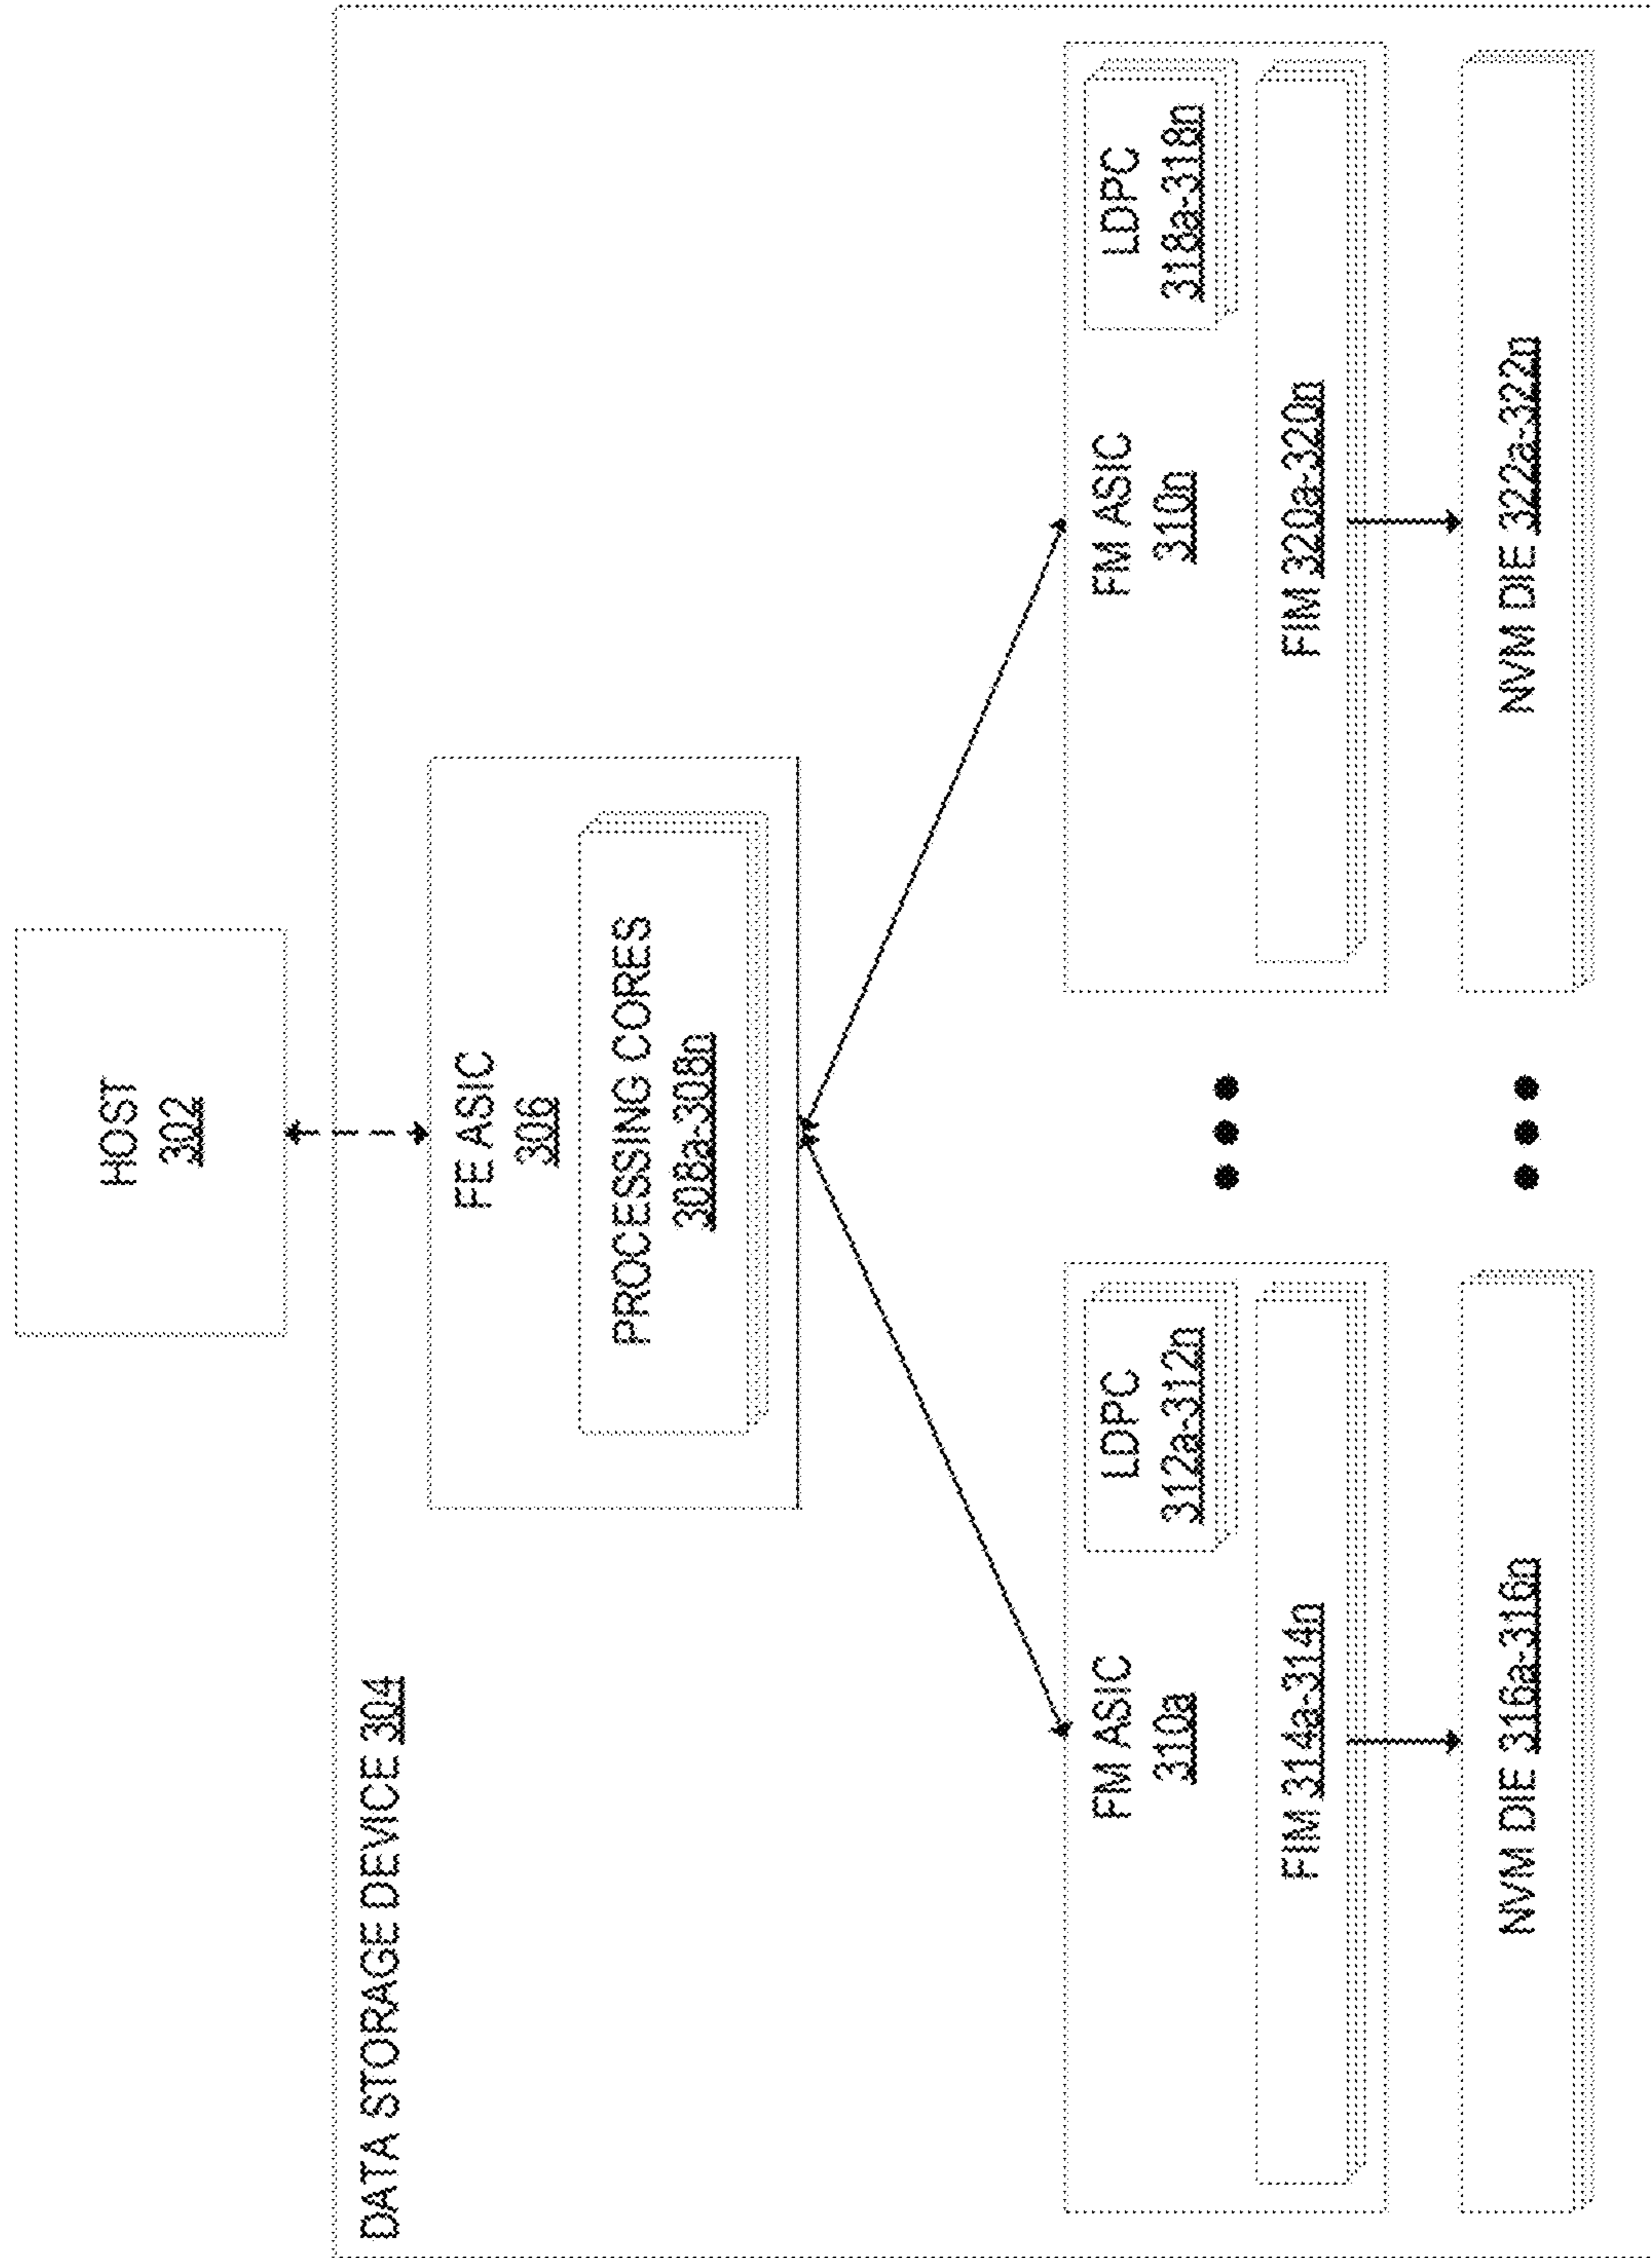 HOST
302
DATA STORAGE DEVICE 304
FE ASIC
306
PROCESSING CORES
308a-308n
FM ASIC
310a
LDPC
312a-312n
FIM 314a-314n
NVM DIE 316a-316n
FM ASIC
310n
LDPC
318a-318n
FIM 320a-320n
NVM DIE 322a-322n